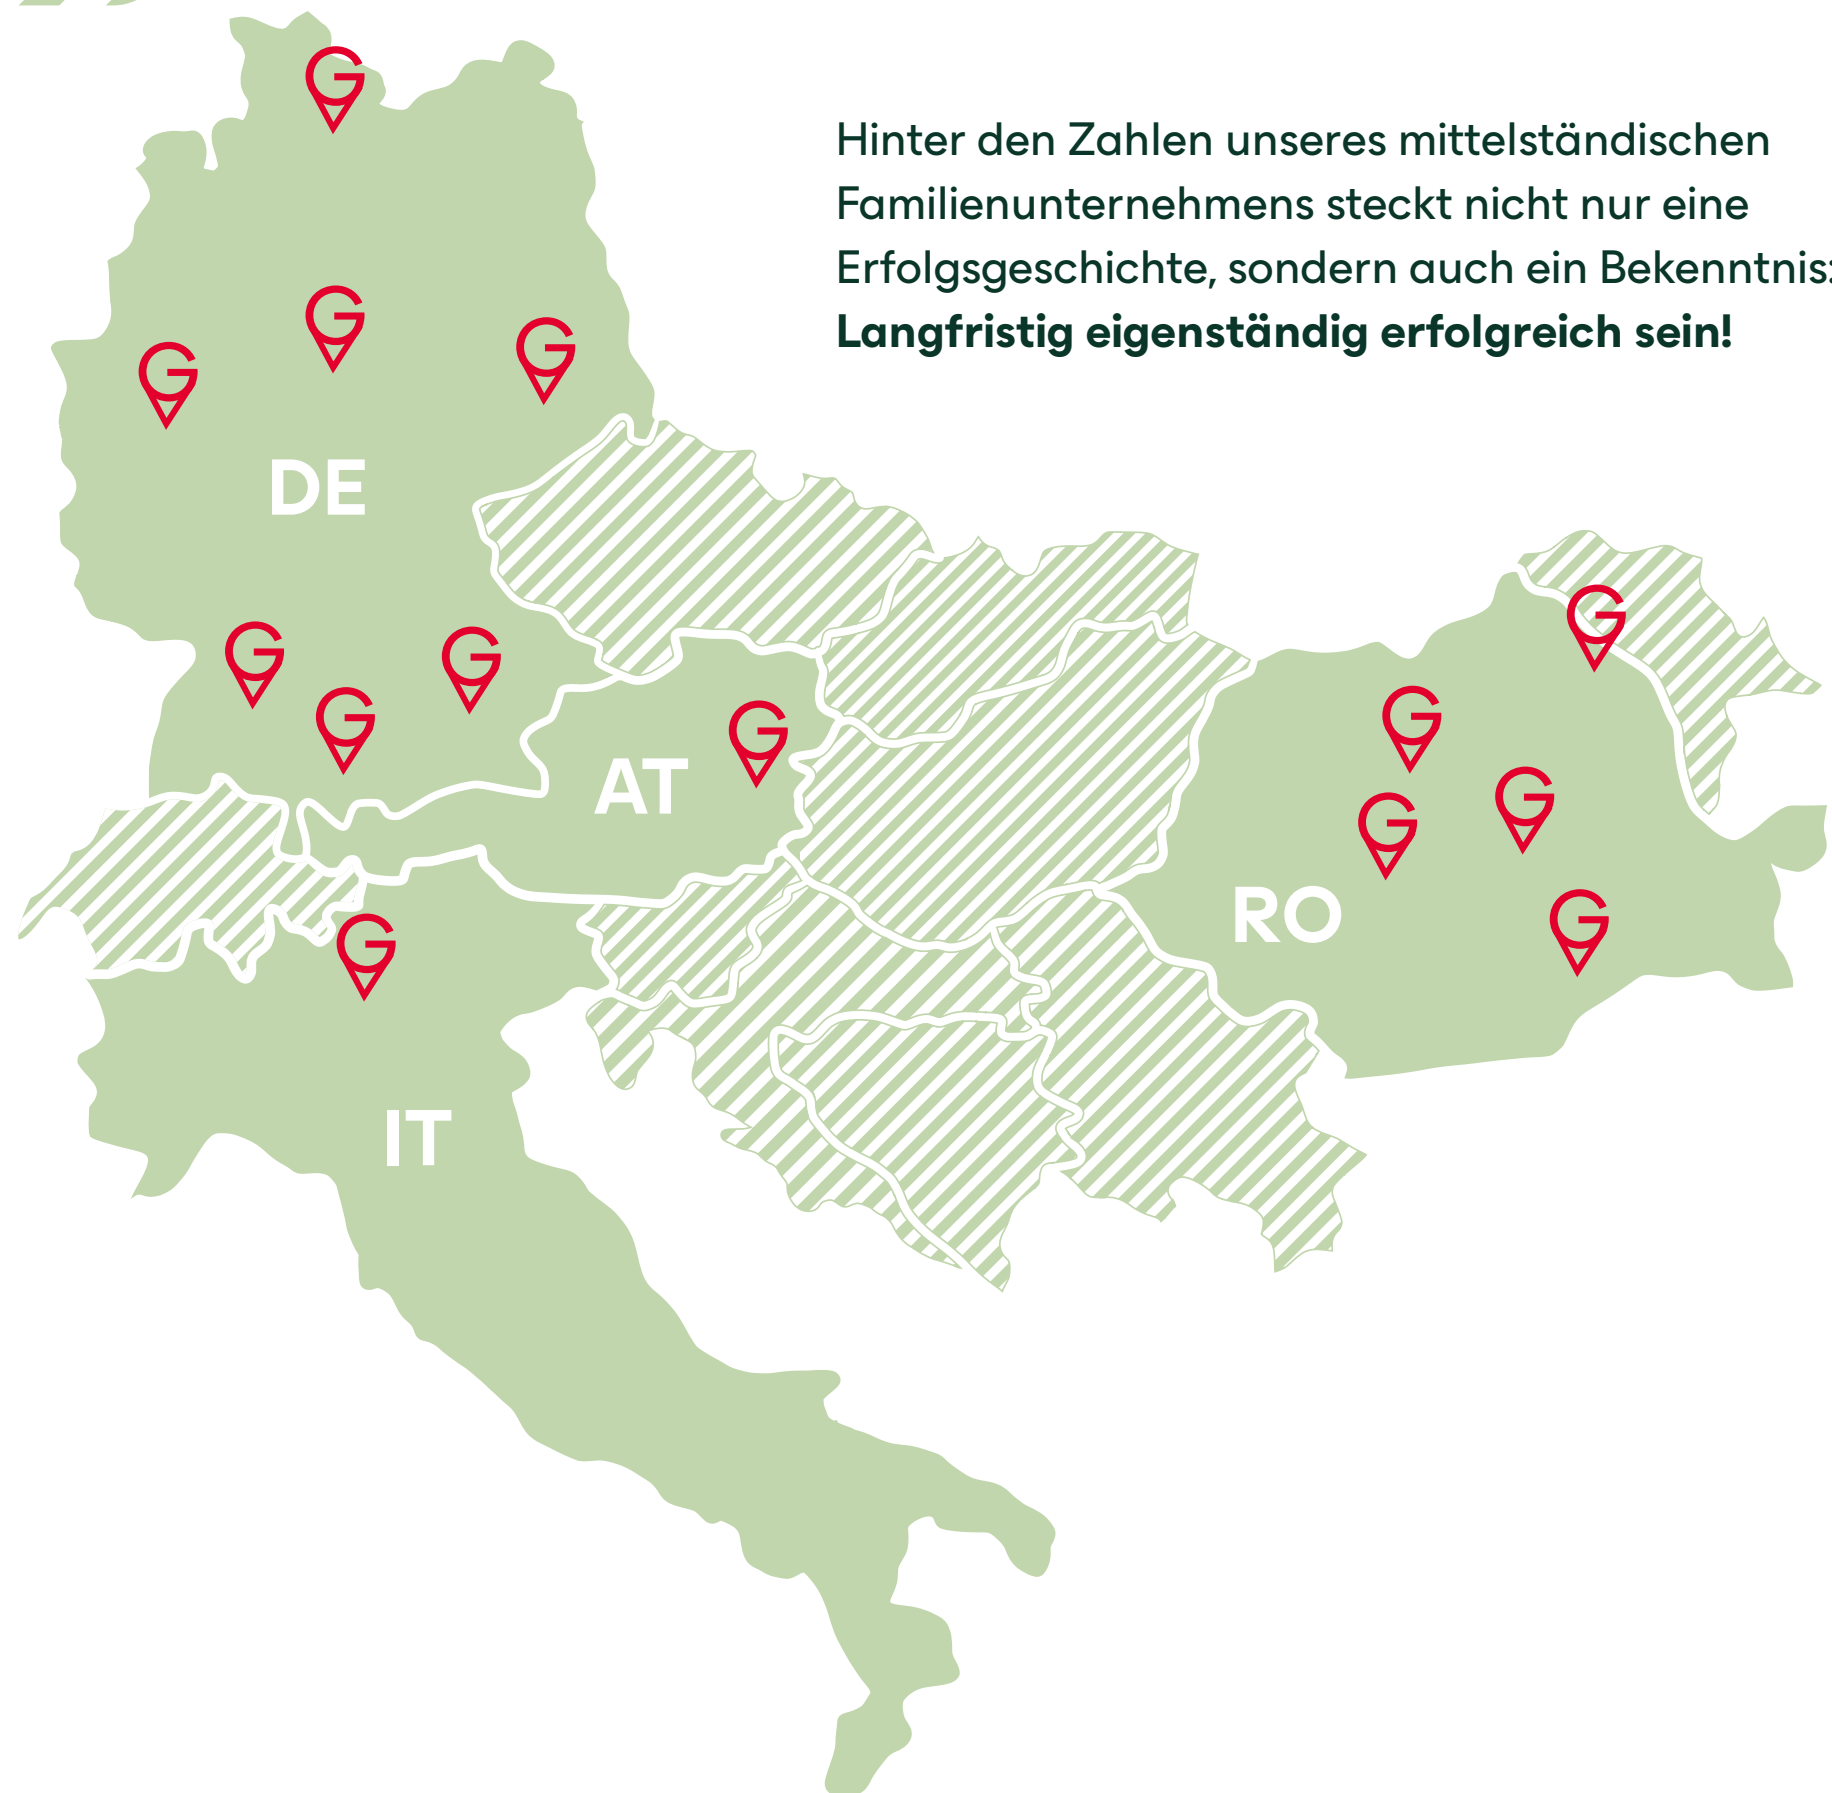 Hinter den Zahlen unseres mittelständischen
Familienunternehmens steckt nicht nur eine
Erfolgsgeschichte, sondern auch ein Bekenntnis:
Langfristig eigenständig erfolgreich sein!
G
G
G
G
DE
G
G
G
G
AT
G
G
G
G
RO
G
G
IT